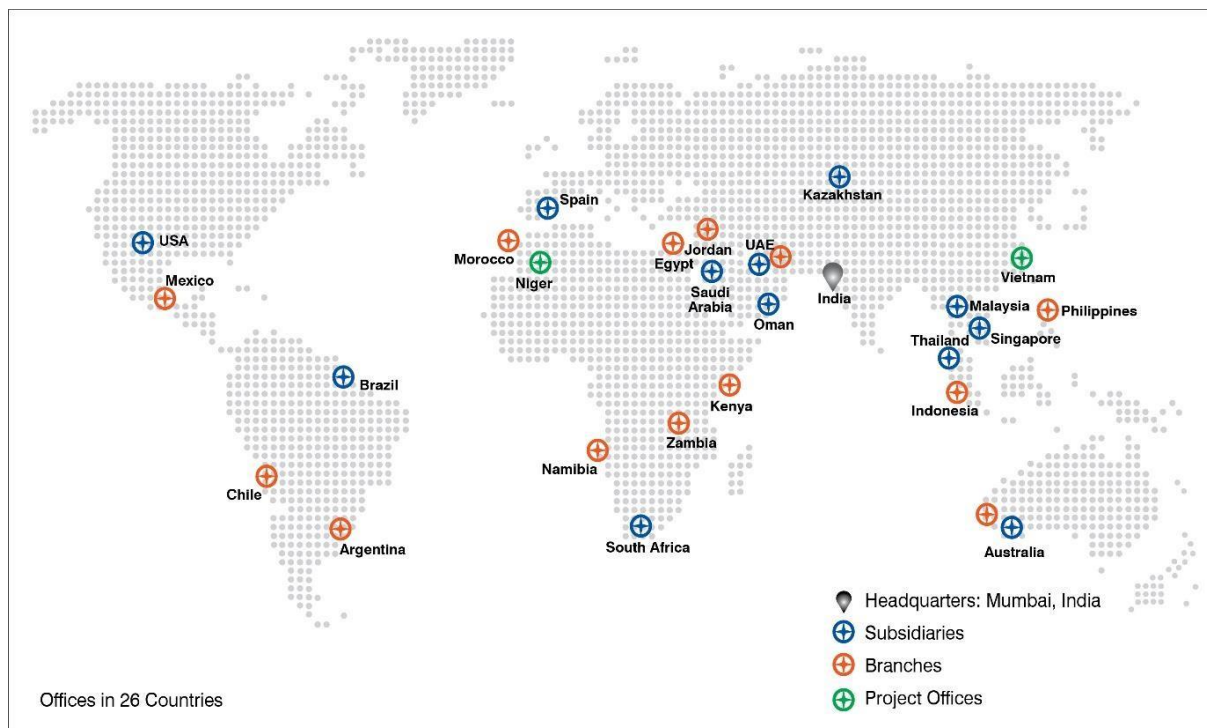 Kazakhstan
Spain
USA
Morocco
Jordan
UAE
Egypt
Niger
Vietnam
Mexico
Saudi
Arabia
India
Malaysia
Philippines
Oman
Singapore
Thailand
Brazil
Kenya
Indonesia
Zambia
Namibia
Chile
South Africa
Argentina
Australia
Headquarters: Mumbai, India
Subsidiaries
Branches
Project Offices
Offices in 26 Countries